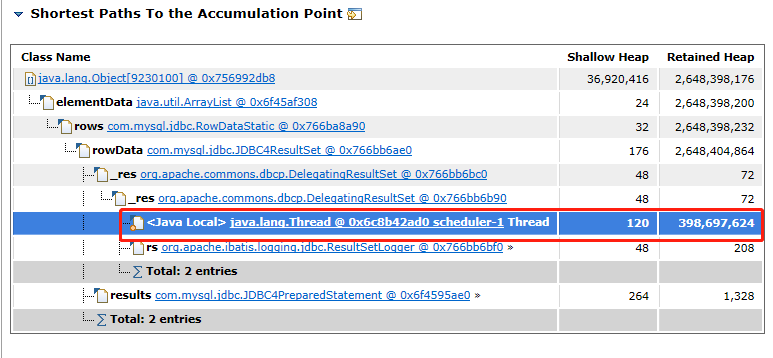 Shortest Paths To the Accumulation Point
Class Name Shallow Heap Retained Heap
java.lang.Object[9230100] @ 0x756992db8 36,920,416 2,648,398,176
elementData java.util.ArrayList @ 0x6f45af308 24 2,648,398,200
rows com.mysql.jdbc.RowDataStatic @ 0x766ba8a90 32 2,648,398,232
rowData com.mysql.jdbc.JDBC4ResultSet @ 0x766bb6ae0 176 2,648,404,864
_res org.apache.commons.dbcp.DelegatingResultSet @ 0x766bb6bc0 48 72
_res org.apache.commons.dbcp.DelegatingResultSet @ 0x766bb6b90 48 72
<Java Local> java.lang.Thread @ 0x6c8b42ad0 scheduler-1 Thread 120 398,697,624
rs org.apache.ibatis.logging.jdbc.ResultSetLogger @ 0x766bb6bf0 » 48 208
∑ Total: 2 entries
results com.mysql.jdbc.JDBC4PreparedStatement @ 0x6f4595ae0 » 264 1,328
∑ Total: 2 entries